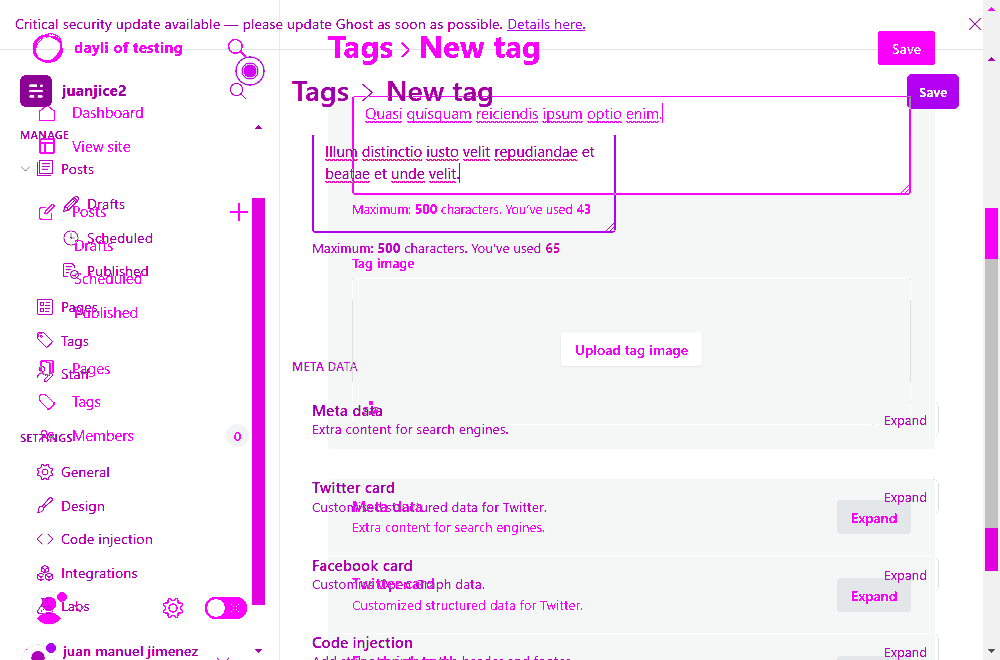 Critical security update available — please update Ghost as soon as possible. Details here.
dayli of testing
Tags › New tag
Save
juanjice2
Tags > New tag
Save
Dashboard
Quasi quisquam reiciendis ipsum optio enim.
MANAGE
View site
Illum distinctio iusto velit repudiandae et
beatae et unde velit.
Posts
Drafts
Posts
Maximum: 500 characters. You've used 43
Scheduled
Drafts
Maximum: 500 characters. You've used 65
Tag image
Published
Scheduled
Pages
Published
Tags
Upload tag image
Staff
Pages
META DATA
Tags
Meta data
Expand
Extra content for search engines.
SETTINGS
Members
0
General
Twitter card
Expand
Customized structured data for Twitter.
Meta data
Expand
Extra content for search engines.
Design
Code injection
Facebook card
Expand
Integrations
Customize Open Graph data.
Twitter card
Expand
Customized structured data for Twitter.
Labs
Code injection
Expand
juan manuel jimenez